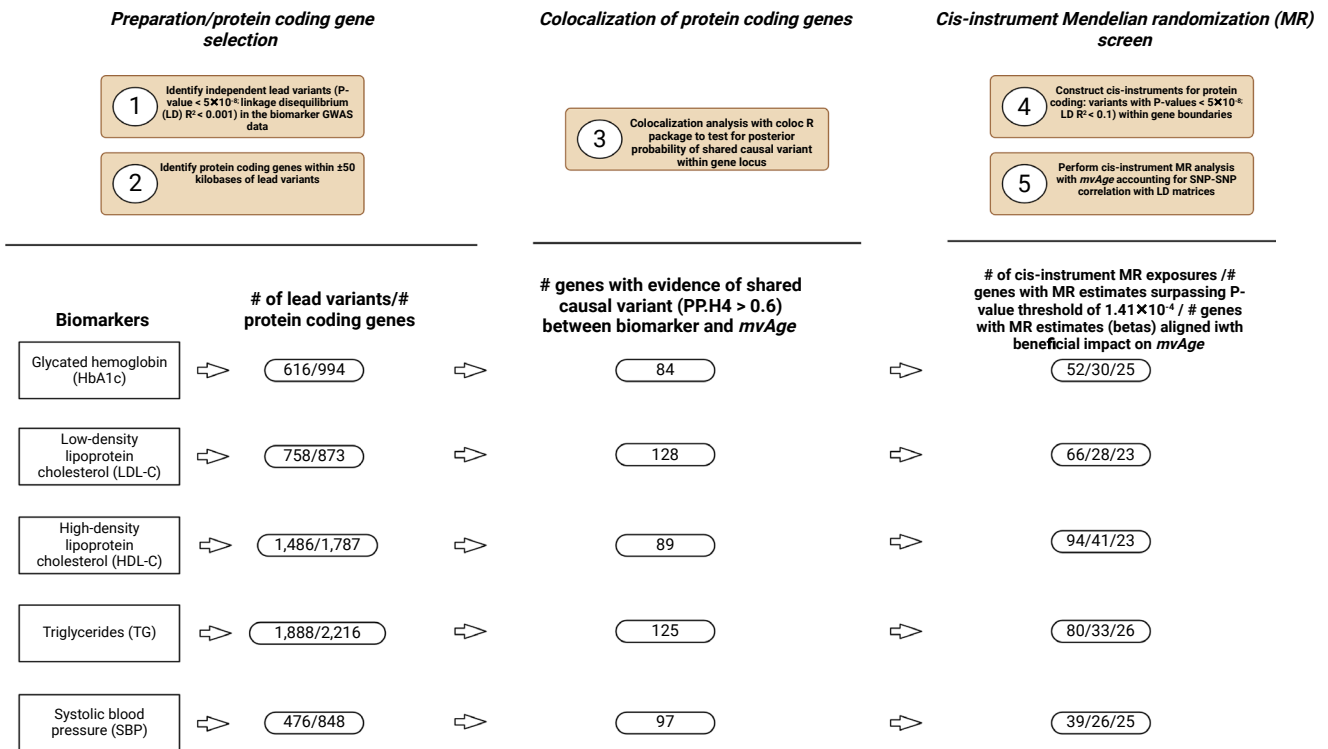 Preparation/protein coding gene
selection
Colocalization of protein coding genes
Cis-instrument Mendelian randomization (MR)
screen
1
Identify independent lead variants (P-
value < 5✖10⁻⁸; linkage disequilibrium
(LD) R² < 0.001) in the biomarker GWAS
data
2
Identify protein coding genes within ±50
kilobases of lead variants
3
Colocalization analysis with coloc R
package to test for posterior
probability of shared causal variant
within gene locus
4
Construct cis-instruments for protein
coding: variants with P-values < 5✖10⁻⁸;
LD R² < 0.1) within gene boundaries
5
Perform cis-instrument MR analysis
with mvAge accounting for SNP-SNP
correlation with LD matrices
Biomarkers
# of lead variants/#
protein coding genes
# genes with evidence of shared
causal variant (PP.H4 > 0.6)
between biomarker and mvAge
# of cis-instrument MR exposures /#
genes with MR estimates surpassing P-
value threshold of 1.41✖10⁻⁴ / # genes
with MR estimates (betas) aligned iwth
beneficial impact on mvAge
Glycated hemoglobin
(HbA1c)
616/994
84
52/30/25
Low-density
lipoprotein
cholesterol (LDL-C)
758/873
128
66/28/23
High-density
lipoprotein
cholesterol (HDL-C)
1,486/1,787
89
94/41/23
Triglycerides (TG)
1,888/2,216
125
80/33/26
Systolic blood
pressure (SBP)
476/848
97
39/26/25